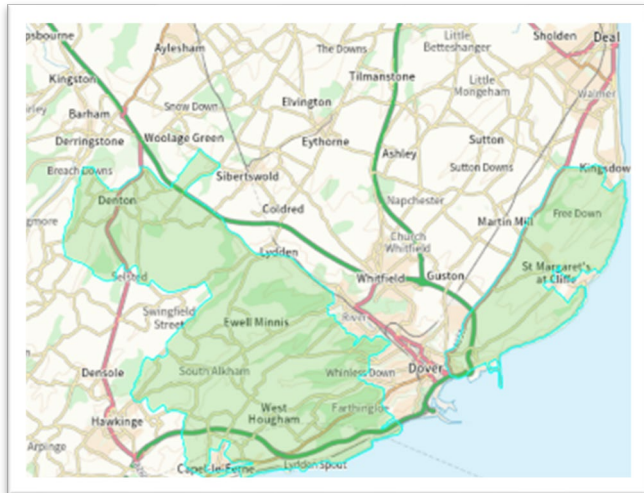 psbourne
Aylesham
The Downs
Little
Betteshanger
Sholden
Deal
Kingston
Tilmanstone
Little
Mongeham
Walmer
Barham
Snow Down
Elvington
Derringstone
Woolage Green
Eythorne
Ashley
Sutton
Breach Downs
Sibertswold
Sutton Downs
Kingsdow
Denton
Napchester
Coldred
Martin Mill
Free Down
gmore
Church
Whitfield
Lydden
Selsted
Whitfield
Guston
St Margaret's
at Cliffe
Swingfield
Street
Ewell Minnis
River
Densole
South Alkham
Whinless Down
Dover
West
Hougham
Farthingloe
Hawkinge
Arpinge
Capel-le-Ferne
Lydden Spout